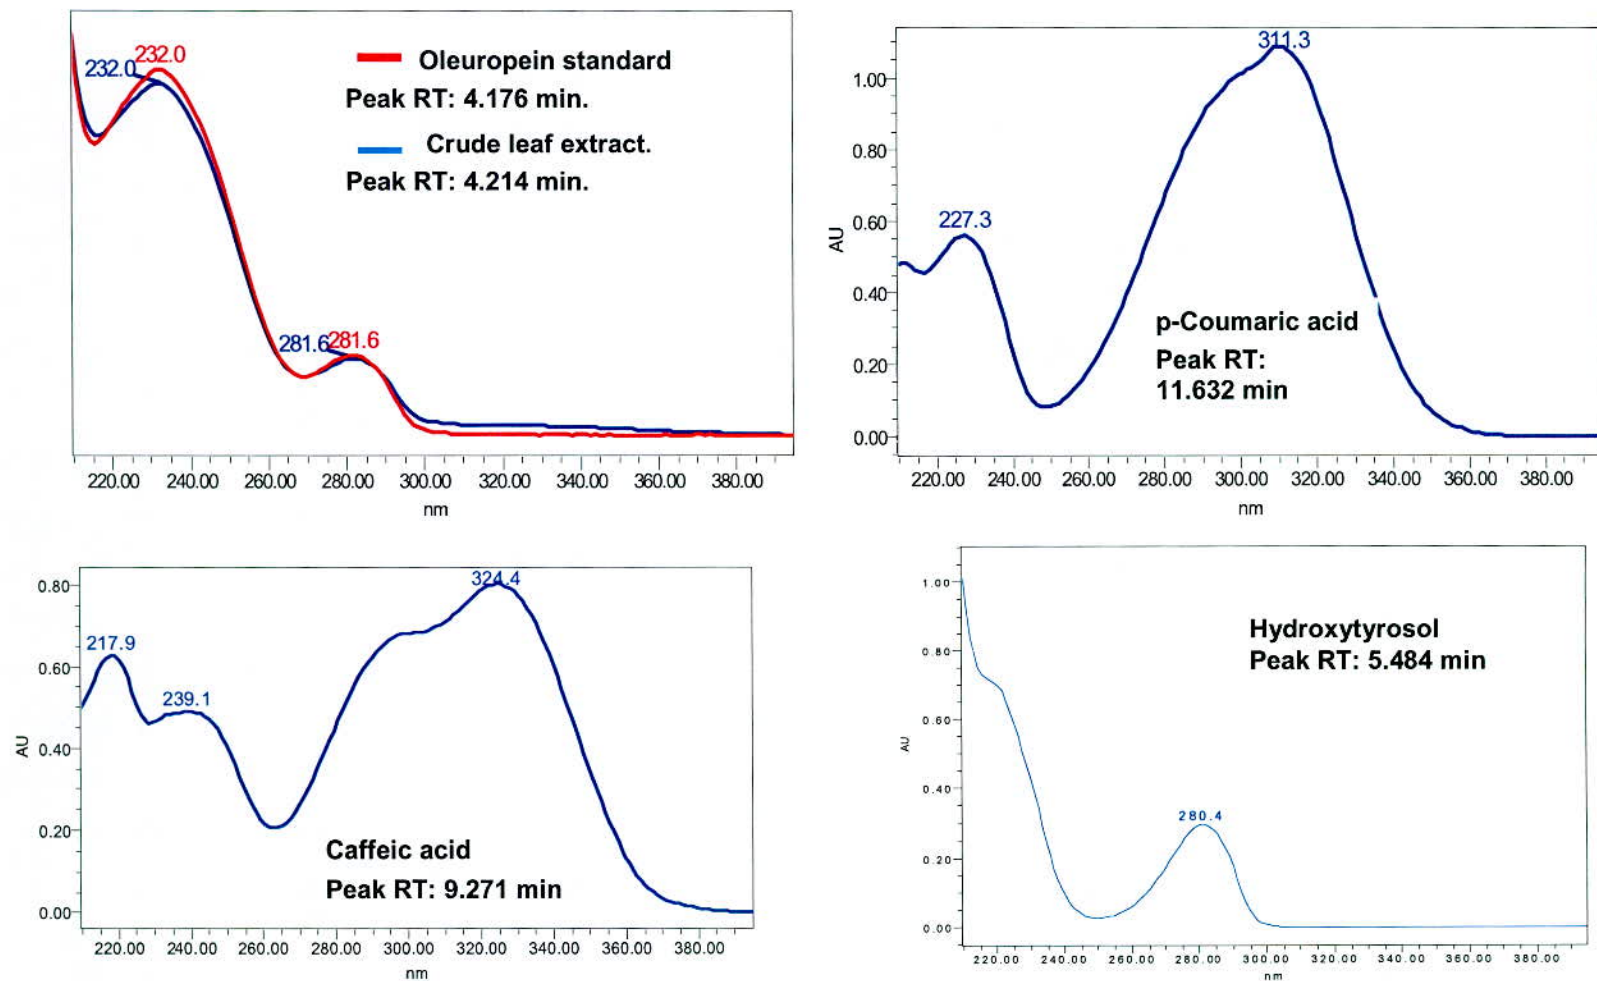 232.0
232.0
Oleuropein standard
Peak RT: 4.176 min.
Crude leaf extract.
Peak RT: 4.214 min.
281.6
281.6
220.00 240.00 260.00 280.00 300.00 320.00 340.00 360.00 380.00
nm
311.3
1.00
0.80
227.3
0.60
AU
0.40
p-Coumaric acid
Peak RT:
11.632 min
0.20
0.00
220.00 240.00 260.00 280.00 300.00 320.00 340.00 360.00 380.00
nm
324.4
0.80
217.9
0.60
239.1
AU
0.40
0.20
Caffeic acid
Peak RT: 9.271 min
0.00
220.00 240.00 260.00 280.00 300.00 320.00 340.00 360.00 380.00
nm
1.00
Hydroxytyrosol
Peak RT: 5.484 min
0.80
0.60
AU
0.40
280.4
0.20
0.00
220.00 240.00 260.00 280.00 300.00 320.00 340.00 360.00 380.00
nm